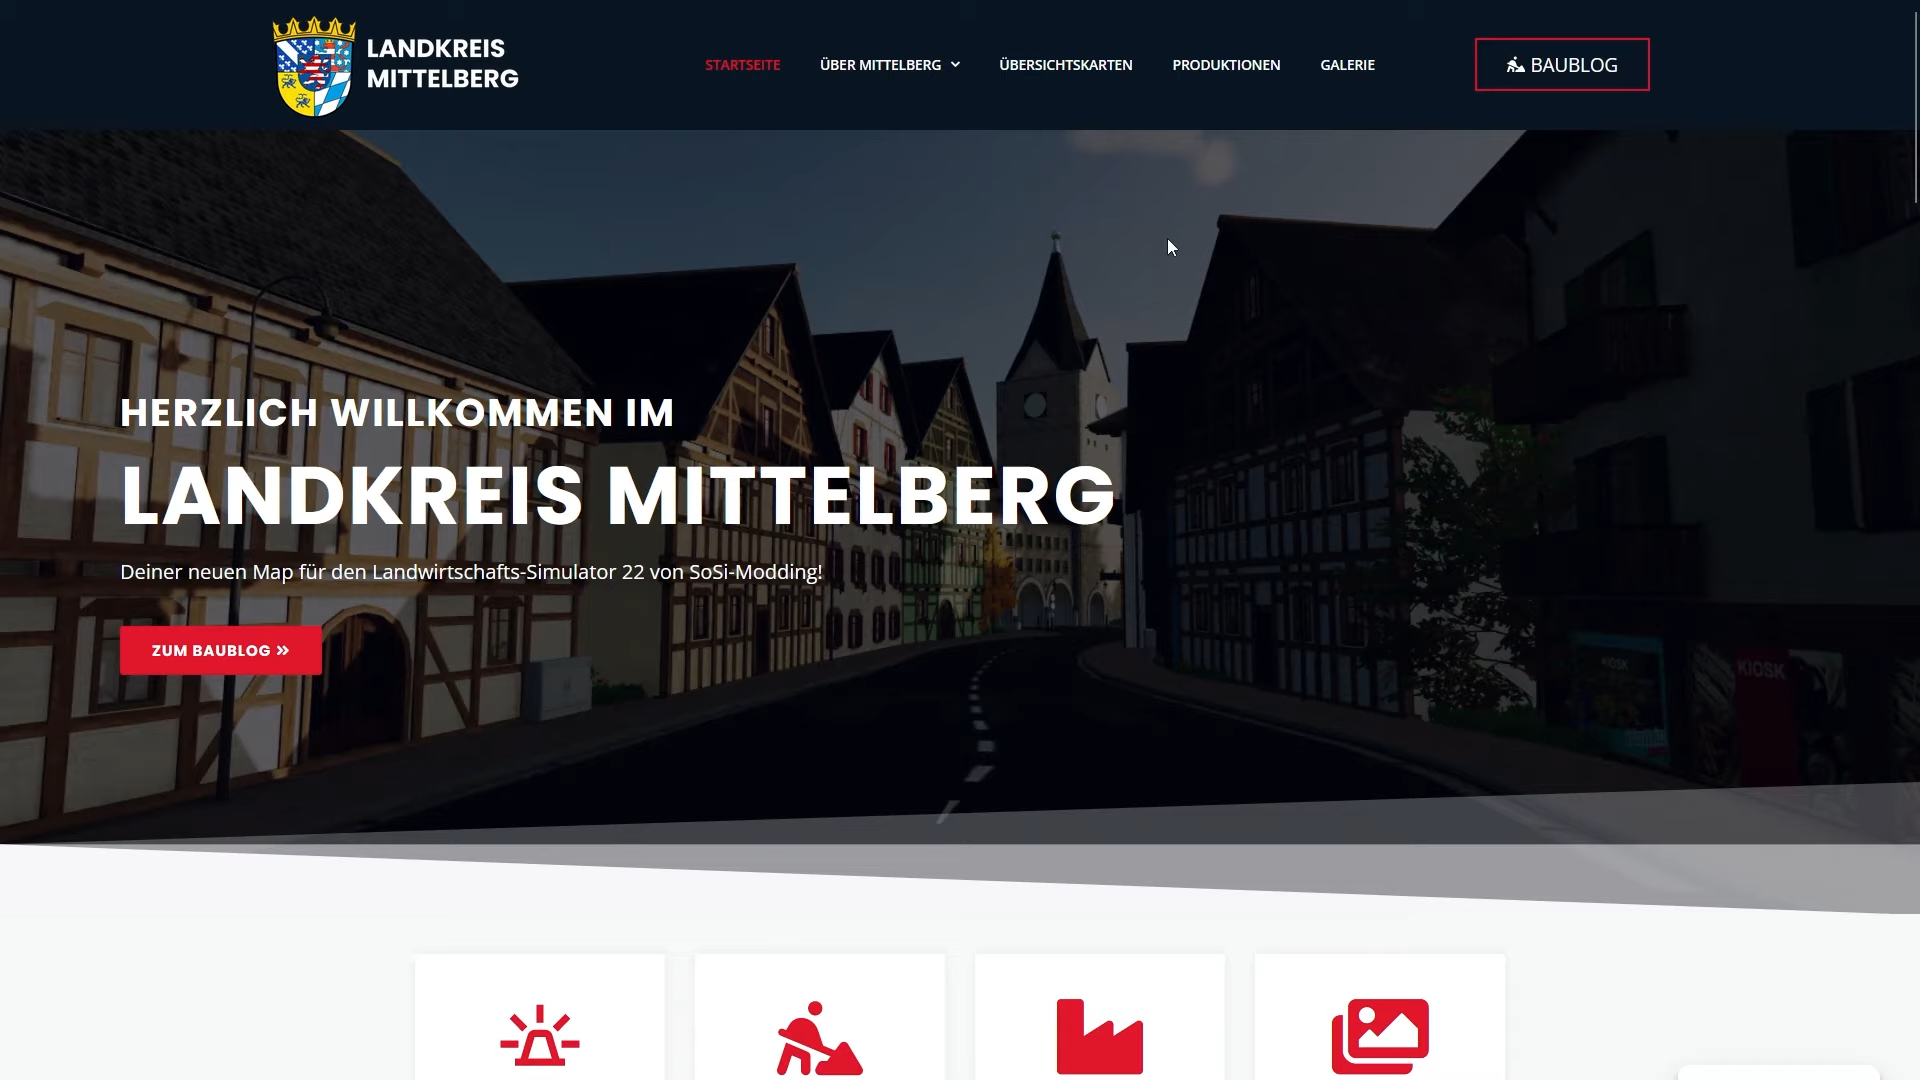 LANDKREIS
MITTELBERG
STARTSEITE
ÜBER MITTELBERG
ÜBERSICHTSKARTEN
PRODUKTIONEN
GALERIE
BAUBLOG
HERZLICH WILLKOMMEN IM
LANDKREIS MITTELBERG
Deiner neuen Map für den Landwirtschafts-Simulator 22 von SoSi-Modding!
ZUM BAUBLOG »
KIOSK
KIOSK